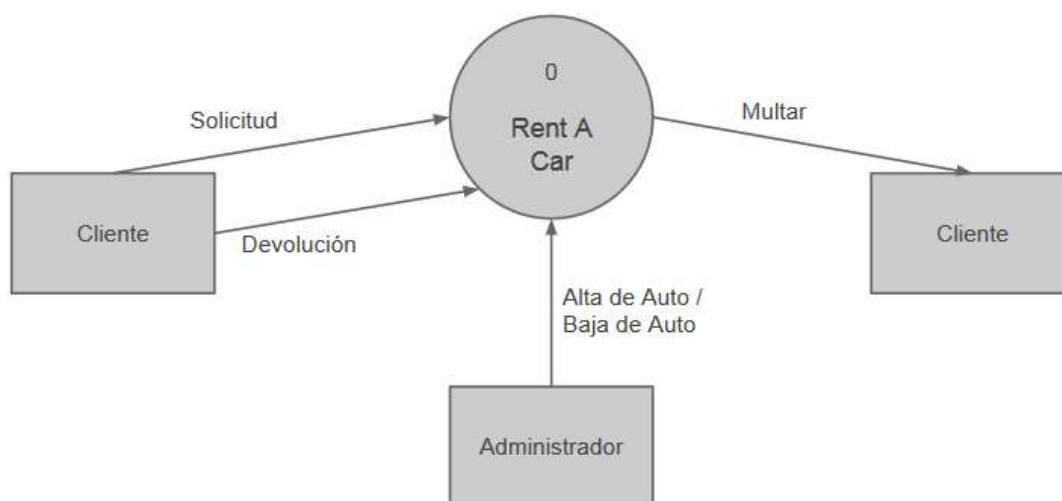 0
Rent A
Car
Solicitud
Multar
Cliente
Devolución
Cliente
Alta de Auto /
Baja de Auto
Administrador